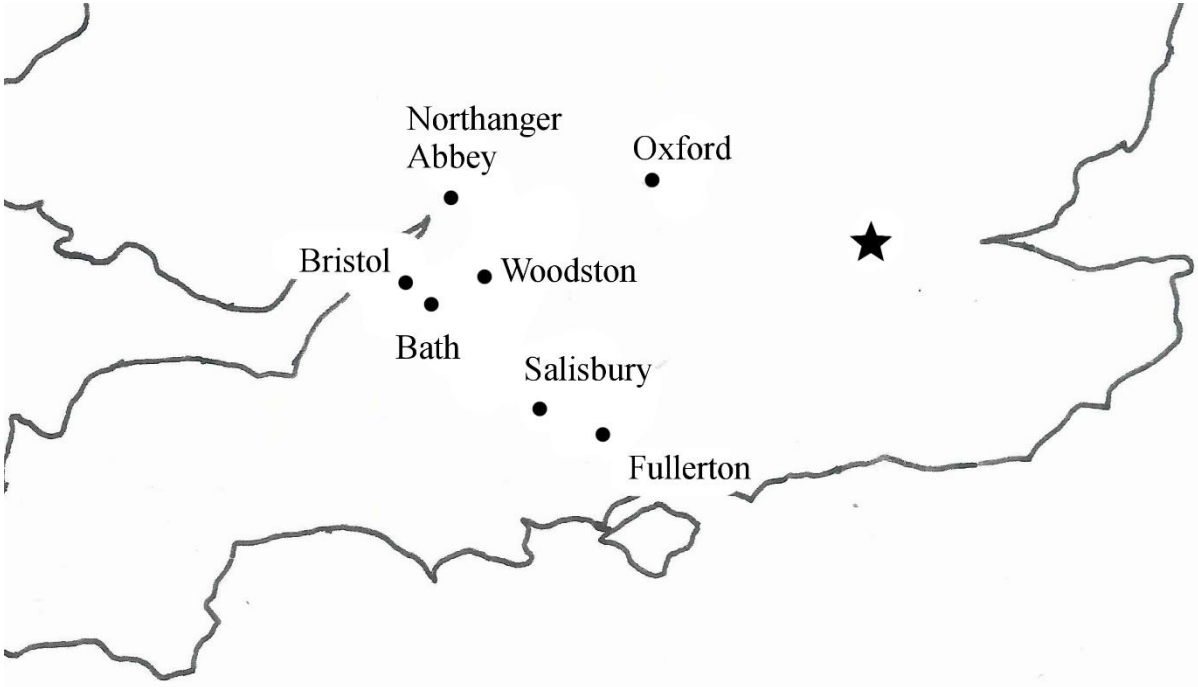 Northanger
Abbey
Oxford
Bristol
Woodston
Bath
Salisbury
Fullerton